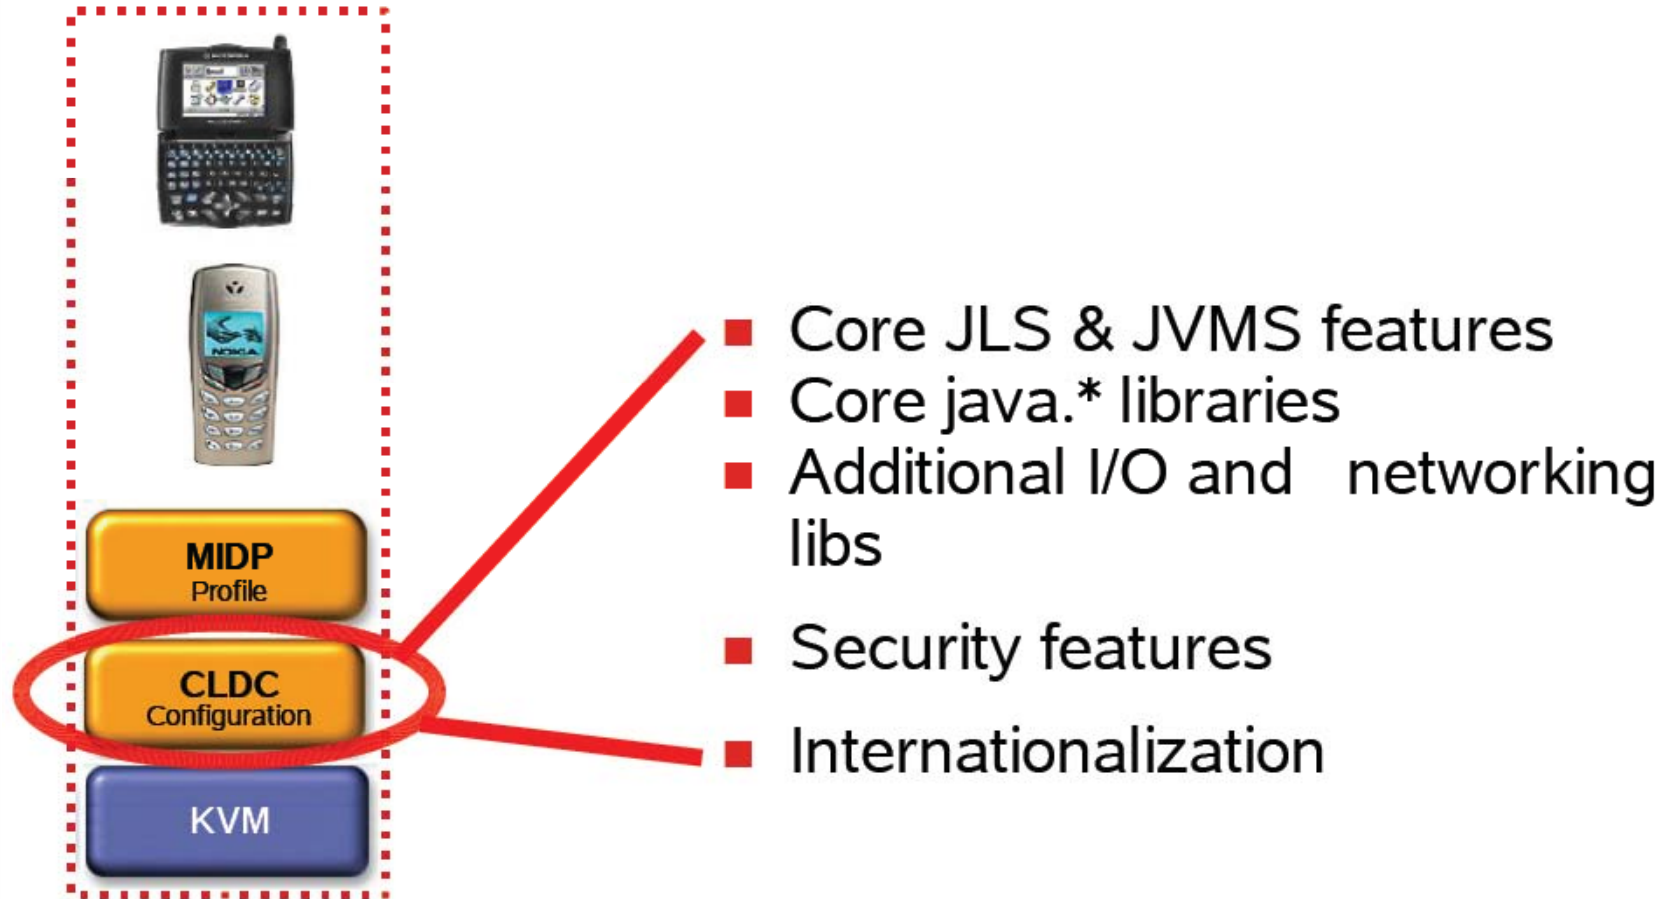 NOKIA
MIDP
Profile
CLDC
Configuration
KVM
Core JLS & JVMS features
Core java.* libraries
Additional I/O and networking
libs
Security features
Internationalization